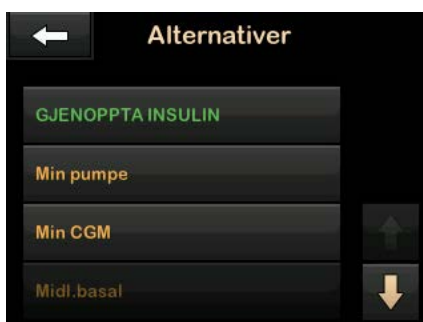 Alternativer
GJENOPPTA INSULIN
Min pumpe
Min CGM
Midl.basal